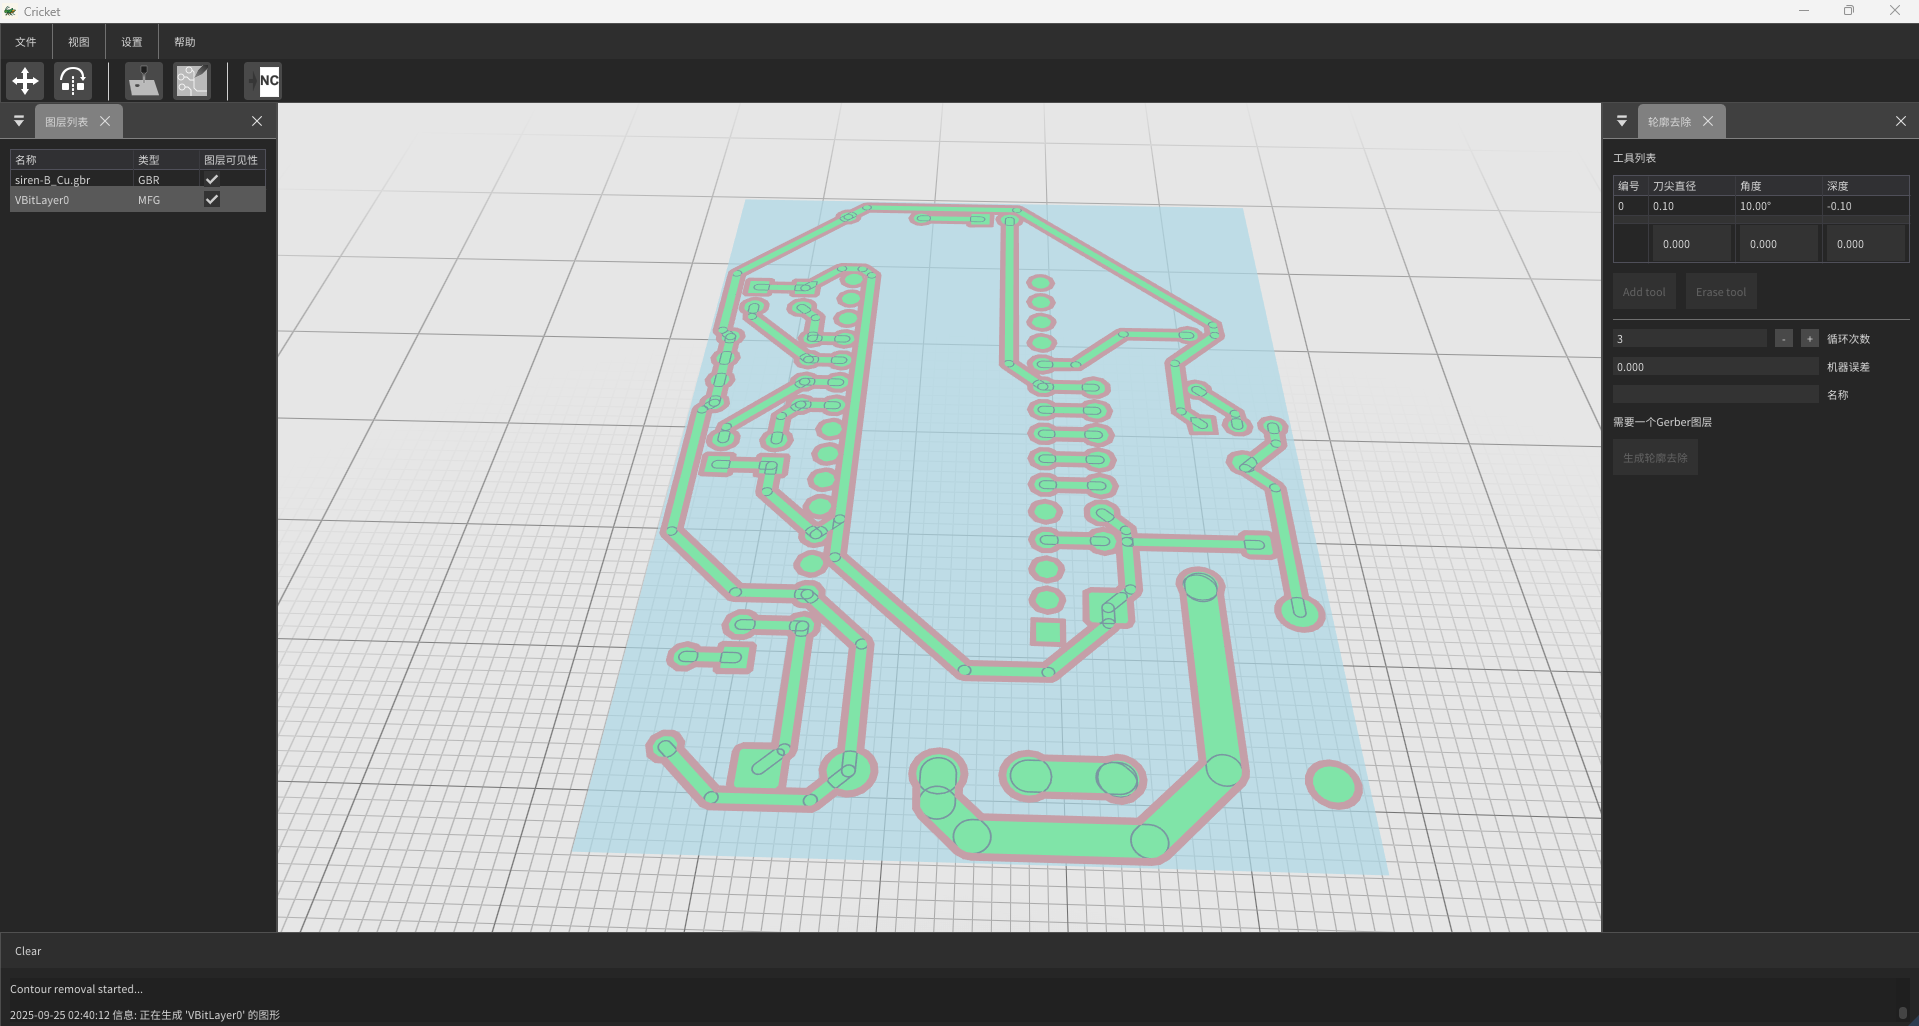 Cricket
文件 视图 设置 帮助
NC
图层列表
名称 类型 图层可见性
siren-B_Cu.gbr GBR
VBitLayer0 MFG
轮廓去除
工具列表
编号 刀尖直径 角度 深度
0 0.10 10.00° -0.10
0.000 0.000 0.000
Add tool Erase tool
3 - + 循环次数
0.000 机器误差
名称
需要一个Gerber图层
生成轮廓去除
Clear
Contour removal started...
2025-09-25 02:40:12 信息: 正在生成 'VBitLayer0' 的图形